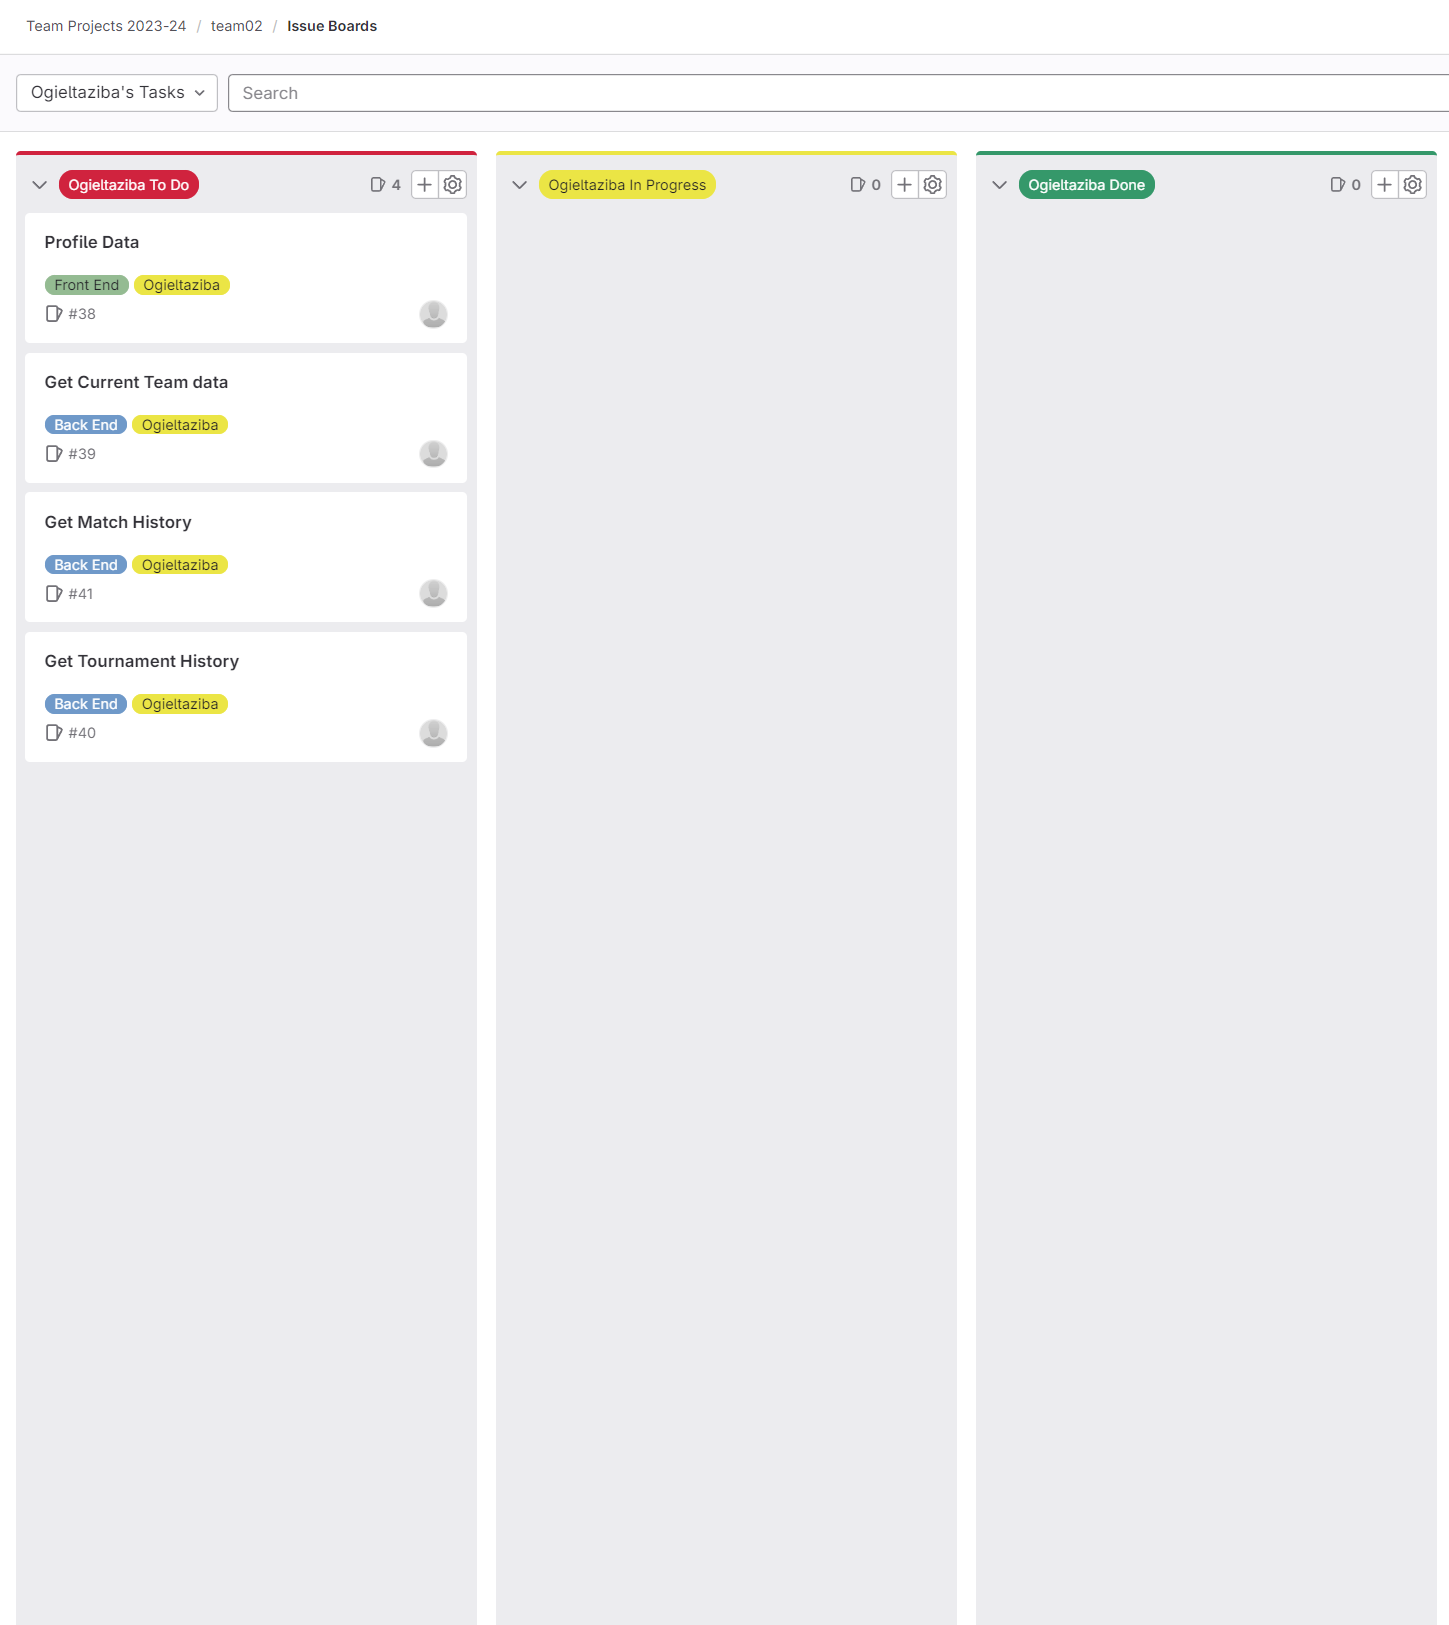 Team Projects 2023-24 / team02 / Issue Boards
Ogieltaziba's Tasks
Search
Ogieltaziba To Do 4
Profile Data
Front End Ogieltaziba
#38
Get Current Team data
Back End Ogieltaziba
#39
Get Match History
Back End Ogieltaziba
#41
Get Tournament History
Back End Ogieltaziba
#40
Ogieltaziba In Progress 0
Ogieltaziba Done 0